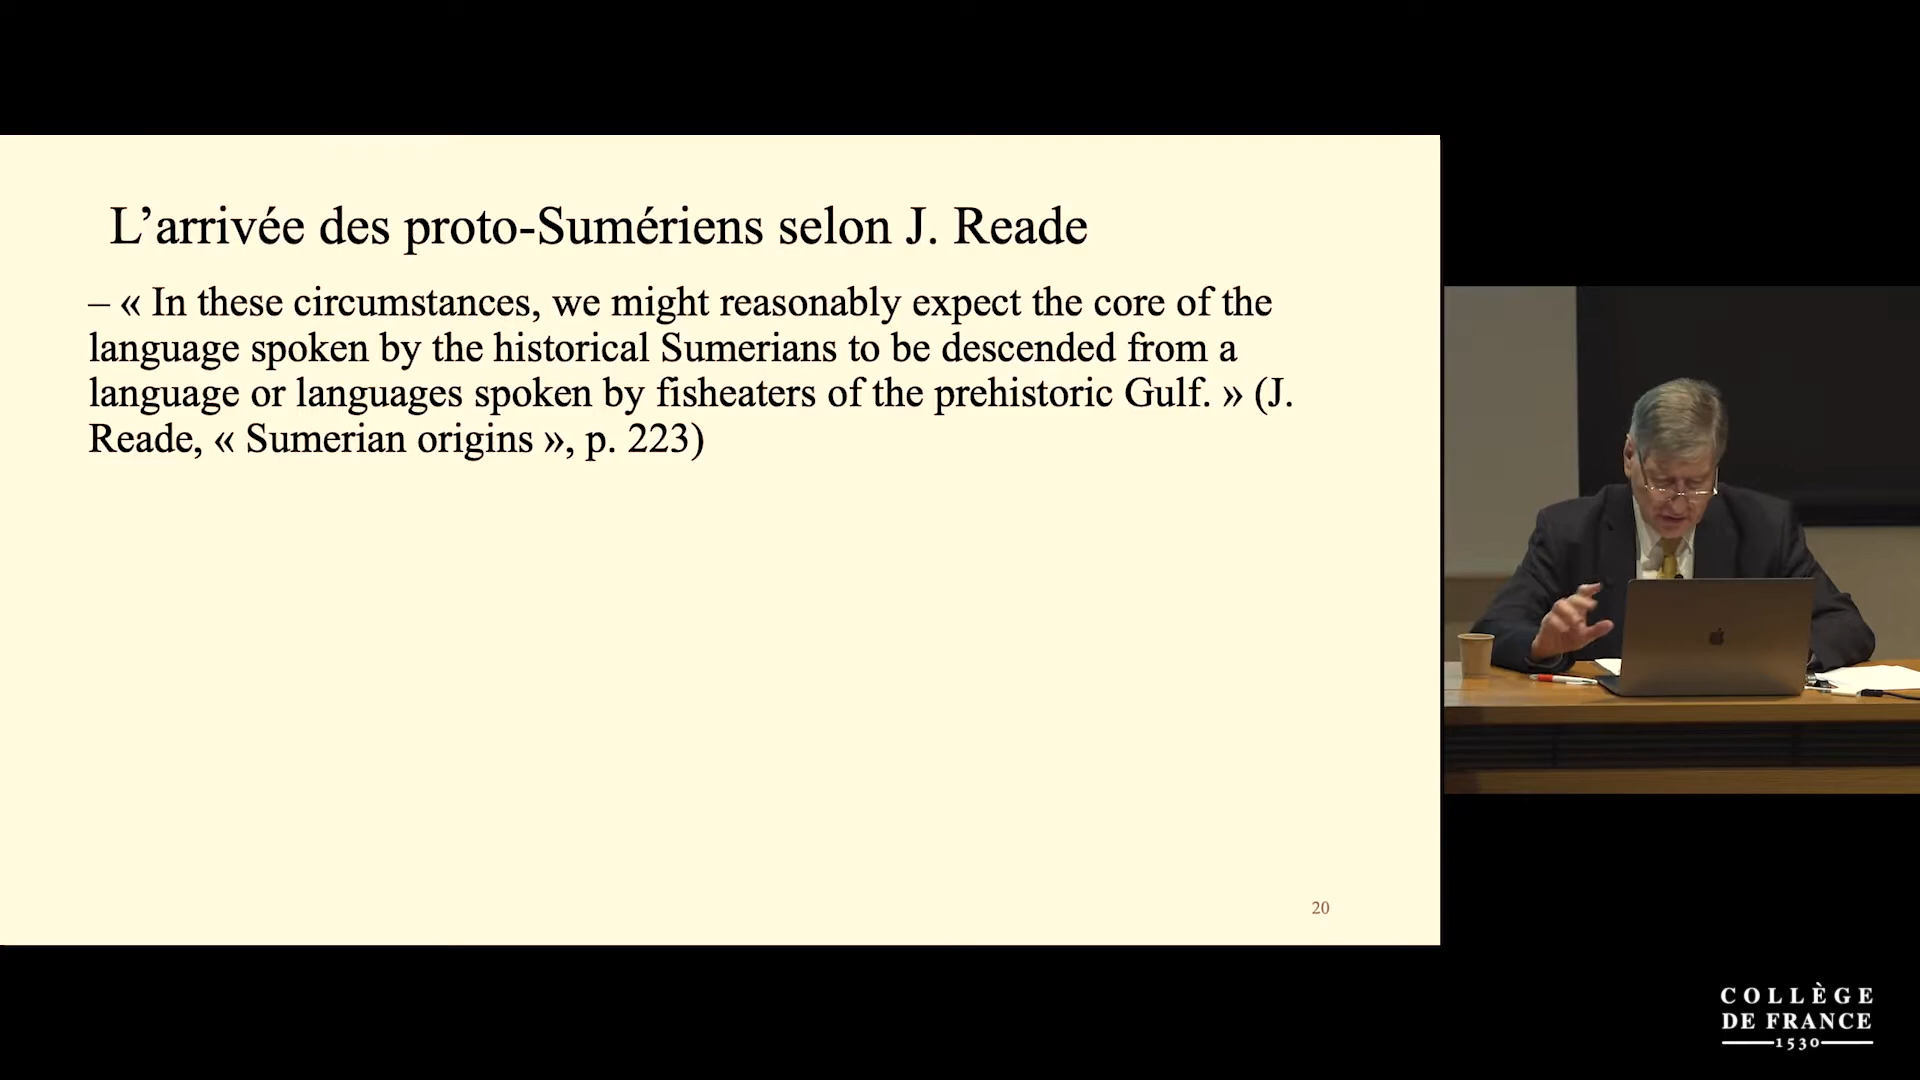 L’arrivée des proto-Sumériens selon J. Reade
– « In these circumstances, we might reasonably expect the core of the
language spoken by the historical Sumerians to be descended from a
language or languages spoken by fisheaters of the prehistoric Gulf. » (J.
Reade, « Sumerian origins », p. 223)
20
COLLÈGE
DE FRANCE
1530